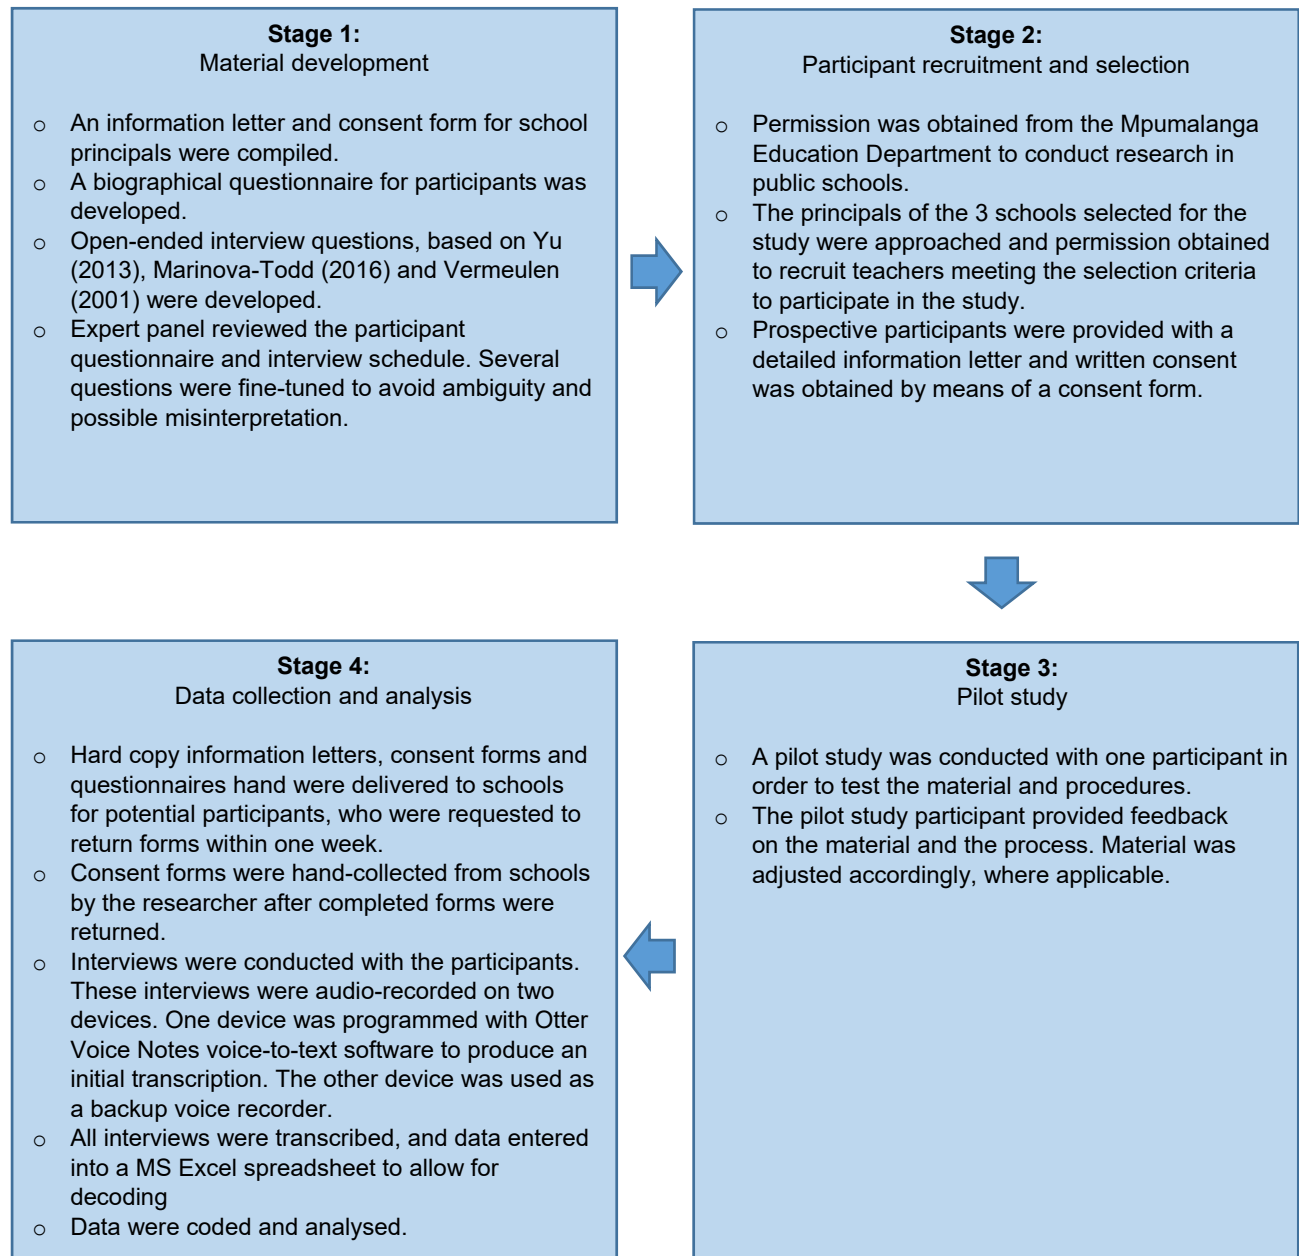 Stage 1:
Material development
o An information letter and consent form for school
principals were compiled.
o A biographical questionnaire for participants was
developed.
o Open-ended interview questions, based on Yu
(2013), Marinova-Todd (2016) and Vermeulen
(2001) were developed.
o Expert panel reviewed the participant
questionnaire and interview schedule. Several
questions were fine-tuned to avoid ambiguity and
possible misinterpretation.
Stage 2:
Participant recruitment and selection
o Permission was obtained from the Mpumalanga
Education Department to conduct research in
public schools.
o The principals of the 3 schools selected for the
study were approached and permission obtained
to recruit teachers meeting the selection criteria
to participate in the study.
o Prospective participants were provided with a
detailed information letter and written consent
was obtained by means of a consent form.
Stage 3:
Pilot study
o A pilot study was conducted with one participant in
order to test the material and procedures.
o The pilot study participant provided feedback
on the material and the process. Material was
adjusted accordingly, where applicable.
Stage 4:
Data collection and analysis
o Hard copy information letters, consent forms and
questionnaires hand were delivered to schools
for potential participants, who were requested to
return forms within one week.
o Consent forms were hand-collected from schools
by the researcher after completed forms were
returned.
o Interviews were conducted with the participants.
These interviews were audio-recorded on two
devices. One device was programmed with Otter
Voice Notes voice-to-text software to produce an
initial transcription. The other device was used as
a backup voice recorder.
o All interviews were transcribed, and data entered
into a MS Excel spreadsheet to allow for
decoding
o Data were coded and analysed.